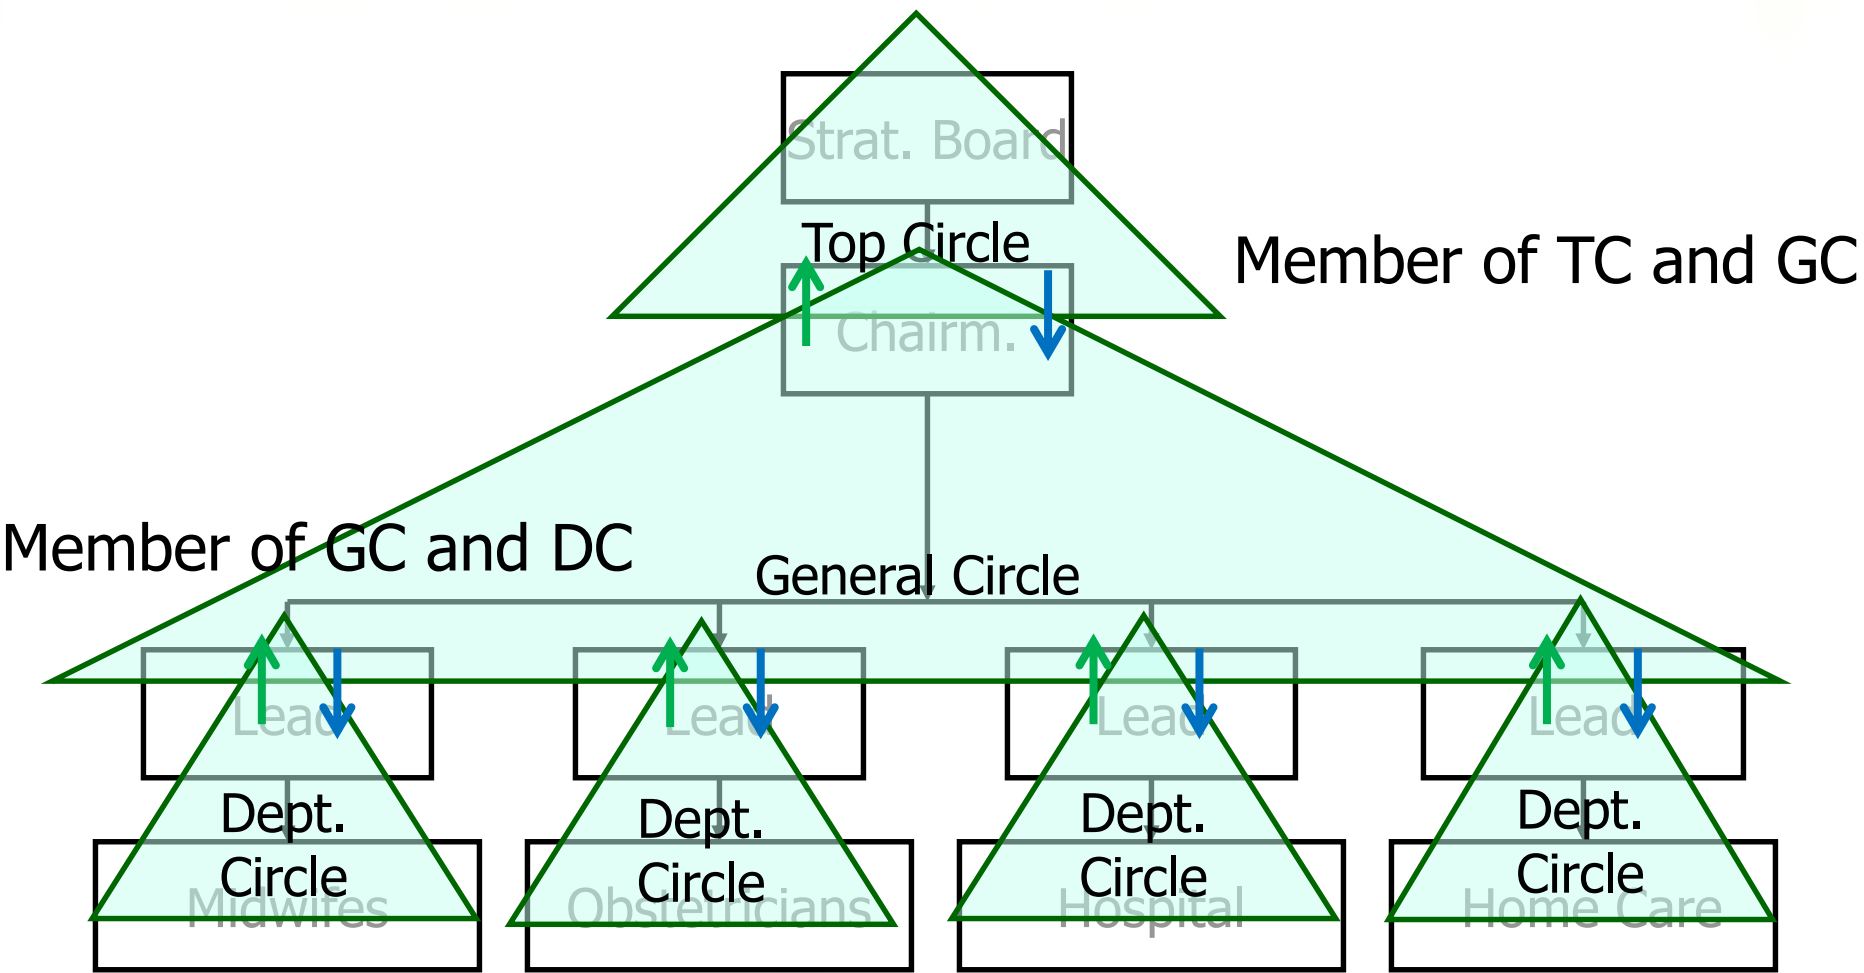 Strat. Board
Top Circle
Member of TC and GC
Chairm.
Member of GC and DC
General Circle
Lead
Lead
Lead
Lead
Dept.
Circle
Dept.
Circle
Dept.
Circle
Dept.
Circle
Midwifes
Obstetricians
Hospital
Home Care